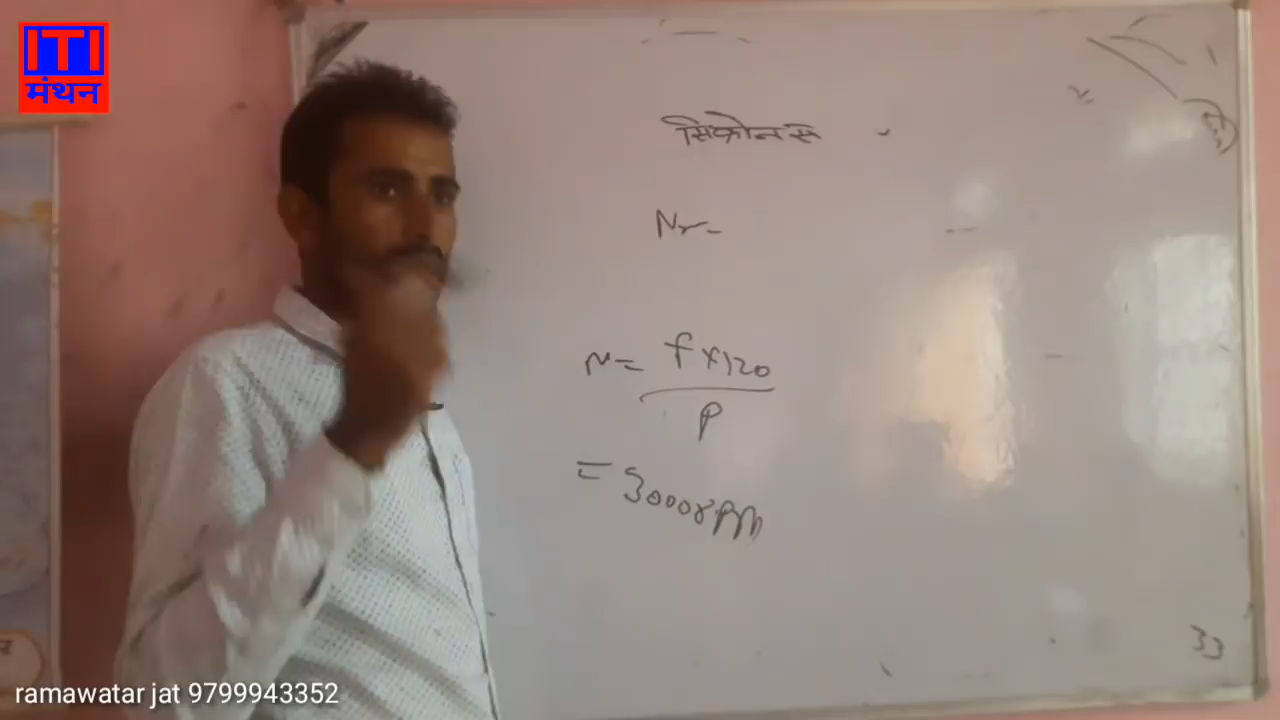 ITI
मंथन
सिक्रोनस
Nr=
N= f×120
P
= 3000rpm
33
ramawatar jat 9799943352